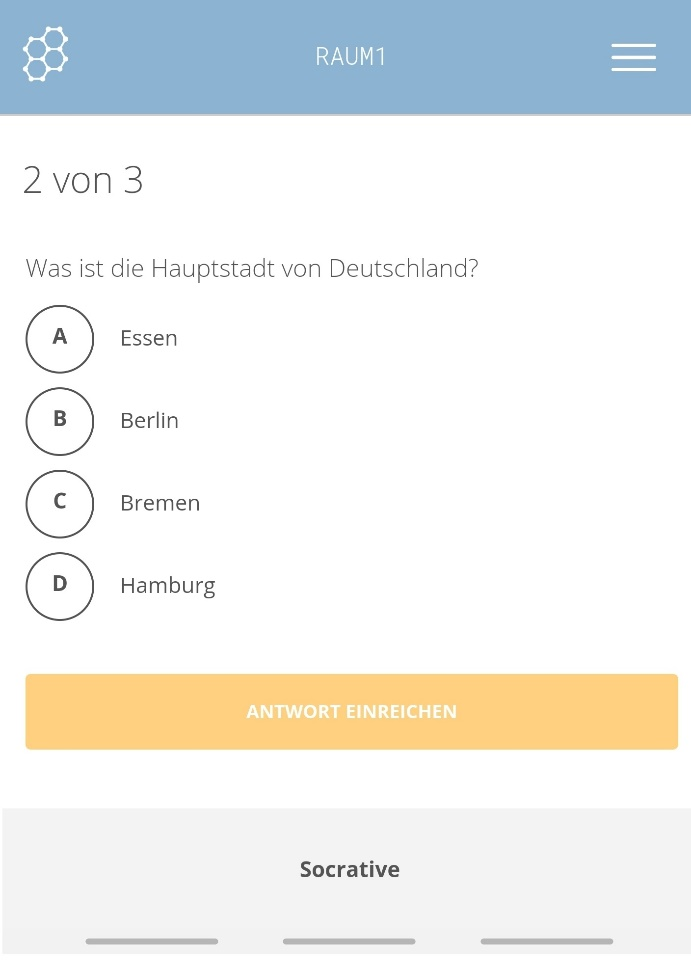 RAUM1
2 von 3
Was ist die Hauptstadt von Deutschland?
A Essen
B Berlin
C Bremen
D Hamburg
ANTWORT EINREICHEN
Socrative